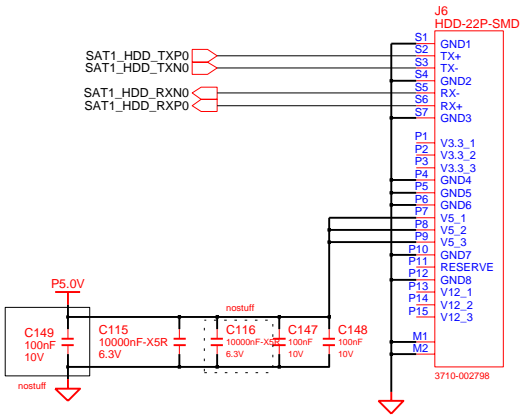 J6
HDD-22P-SMD
S1 GND1
SAT1_HDD_TXP0 S2 TX+
SAT1_HDD_TXN0 S3 TX-
S4 GND2
SAT1_HDD_RXN0 S5 RX-
SAT1_HDD_RXP0 S6 RX+
S7 GND3
P1 V3.3_1
P2 V3.3_2
P3 V3.3_3
P4 GND4
P5 GND5
P6 GND6
P7 V5_1
P8 V5_2
P9 V5_3
P10 GND7
P11 RESERVE
P12 GND8
P13 V12_1
P14 V12_2
P15 V12_3
M1
M2
3710-002798
P5.0V
nostuff
C149
100nF
10V
nostuff
C115
10000nF-X5R
6.3V
C116
10000nF-X5R
6.3V
C147
100nF
10V
C148
100nF
10V